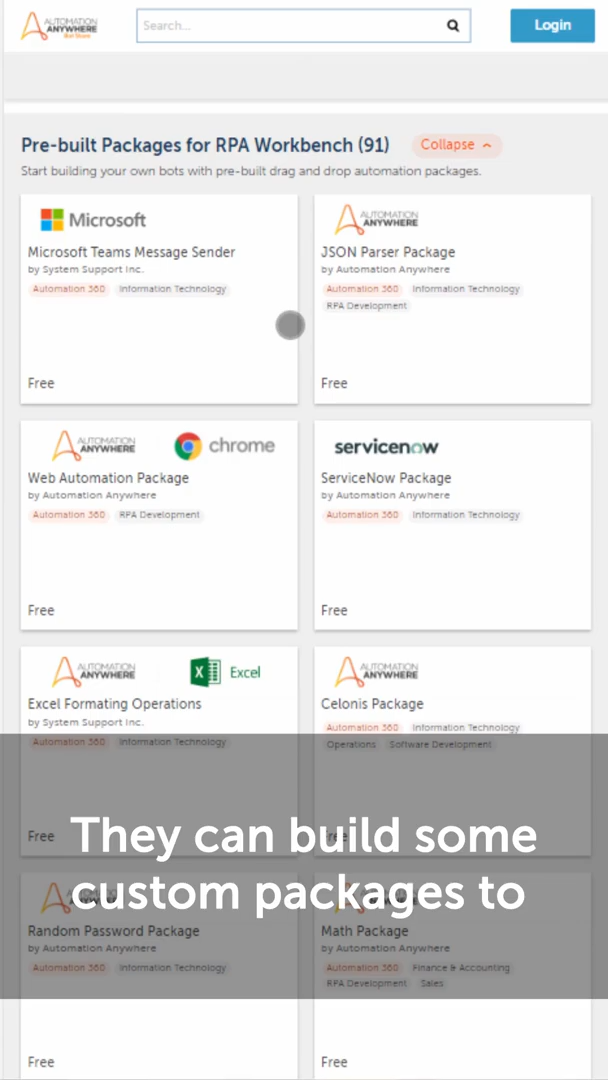 AUTOMATION
ANYWHERE
Bot Store
Search...
Login
Pre-built Packages for RPA Workbench (91)
Collapse
Start building your own bots with pre-built drag and drop automation packages.
Microsoft
Microsoft Teams Message Sender
by System Support Inc.
Automation 360 Information Technology
Free
AUTOMATION
ANYWHERE
JSON Parser Package
by Automation Anywhere
Automation 360 Information Technology
RPA Development
Free
AUTOMATION
ANYWHERE
chrome
Web Automation Package
by Automation Anywhere
Automation 360 RPA Development
Free
servicenow
ServiceNow Package
by Automation Anywhere
Automation 360 Information Technology
Free
AUTOMATION
ANYWHERE
Excel
Excel Formating Operations
by System Support Inc.
Automation 360 Information Technology
Free
AUTOMATION
ANYWHERE
Celonis Package
Automation 360 Information Technology
Operations Software Development
They can build some
custom packages to
Random Password Package
by Automation Anywhere
Automation 360 Information Technology
Free
Math Package
by Automation Anywhere
Automation 360 Finance & Accounting
RPA Development Sales
Free